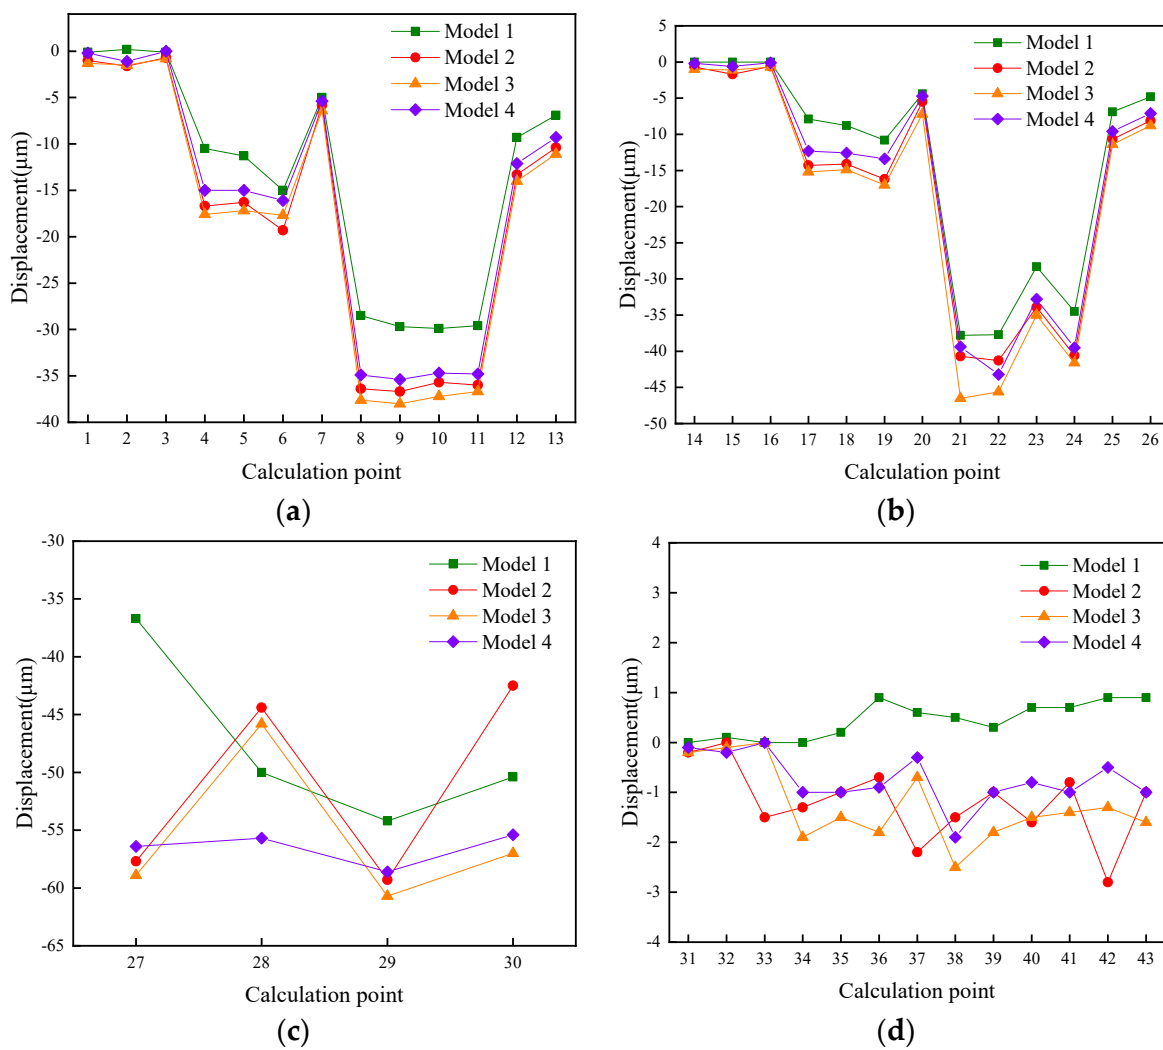 Model 1
Model 2
Model 3
Model 4
0
-5
-10
-15
-20
-25
-30
-35
-40
Displacement(μm)
1 2 3 4 5 6 7 8 9 10 11 12 13
Calculation point
(a)
Model 1
Model 2
Model 3
Model 4
5
0
-5
-10
-15
-20
-25
-30
-35
-40
-45
-50
Displacement(μm)
14 15 16 17 18 19 20 21 22 23 24 25 26
Calculation point
(b)
Model 1
Model 2
Model 3
Model 4
-30
-35
-40
-45
-50
-55
-60
-65
Displacement(μm)
27 28 29 30
Calculation point
(c)
Model 1
Model 2
Model 3
Model 4
4
3
2
1
0
-1
-2
-3
-4
Displacement(μm)
31 32 33 34 35 36 37 38 39 40 41 42 43
Calculation point
(d)